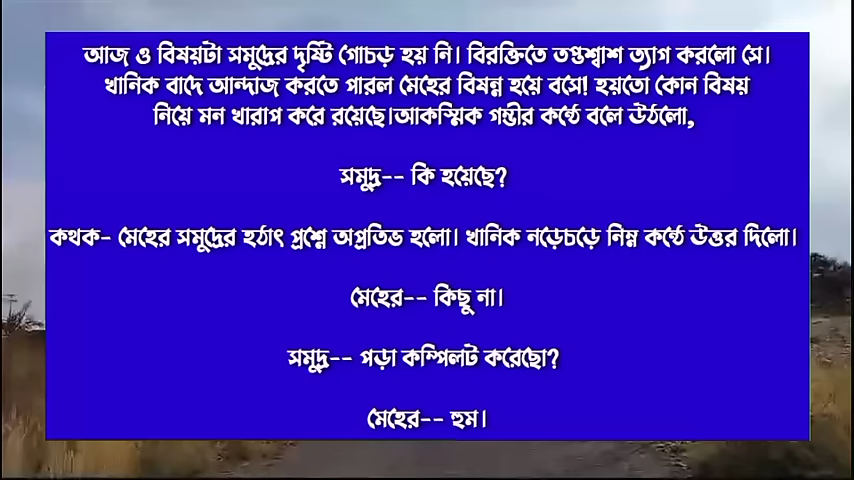 আজ ও বিষয়টা সমুদ্রের দৃষ্টি গোচড় হয় নি। বিরক্তিতে তপ্তশ্বাশ ত্যাগ করলো সে।
খানিক বাদে আন্দাজ করতে পারল মেহের বিষন্ন হয়ে বসে! হয়তো কোন বিষয়
নিয়ে মন খারাপ করে রয়েছে।আকস্মিক গম্ভীর কন্ঠে বলে উঠলো,
সমুদ্র-- কি হয়েছে?
কথক- মেহের সমুদ্রের হঠাৎ প্রশ্নে অপ্রতিভ হলো। খানিক নড়েচড়ে নিম্ন কন্ঠে উত্তর দিলো।
মেহের-- কিছু না।
সমুদ্র-- পড়া কম্পিলট করেছো?
মেহের-- হুম।